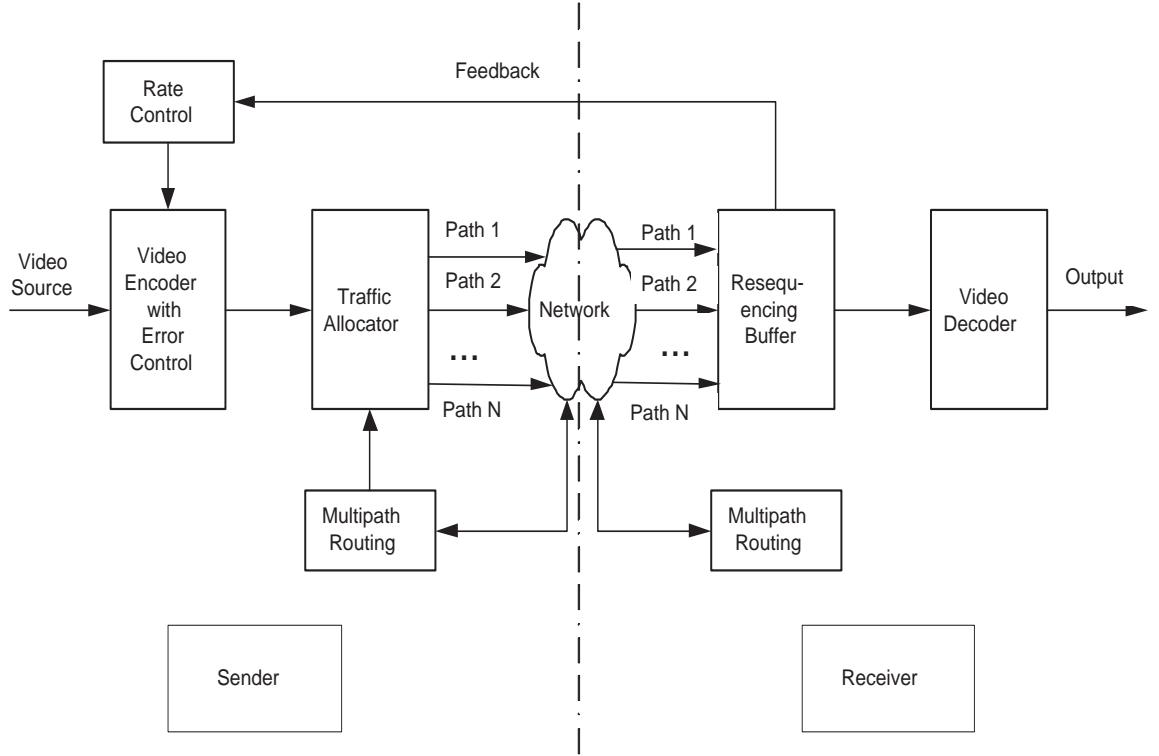 Feedback
Rate
Control
Video
Source
Video
Encoder
with
Error
Control
Traffic
Allocator
Path 1
Path 2
...
Path N
Network
Path 1
Path 2
...
Path N
Resequ-
encing
Buffer
Video
Decoder
Output
Multipath
Routing
Multipath
Routing
Sender
Receiver